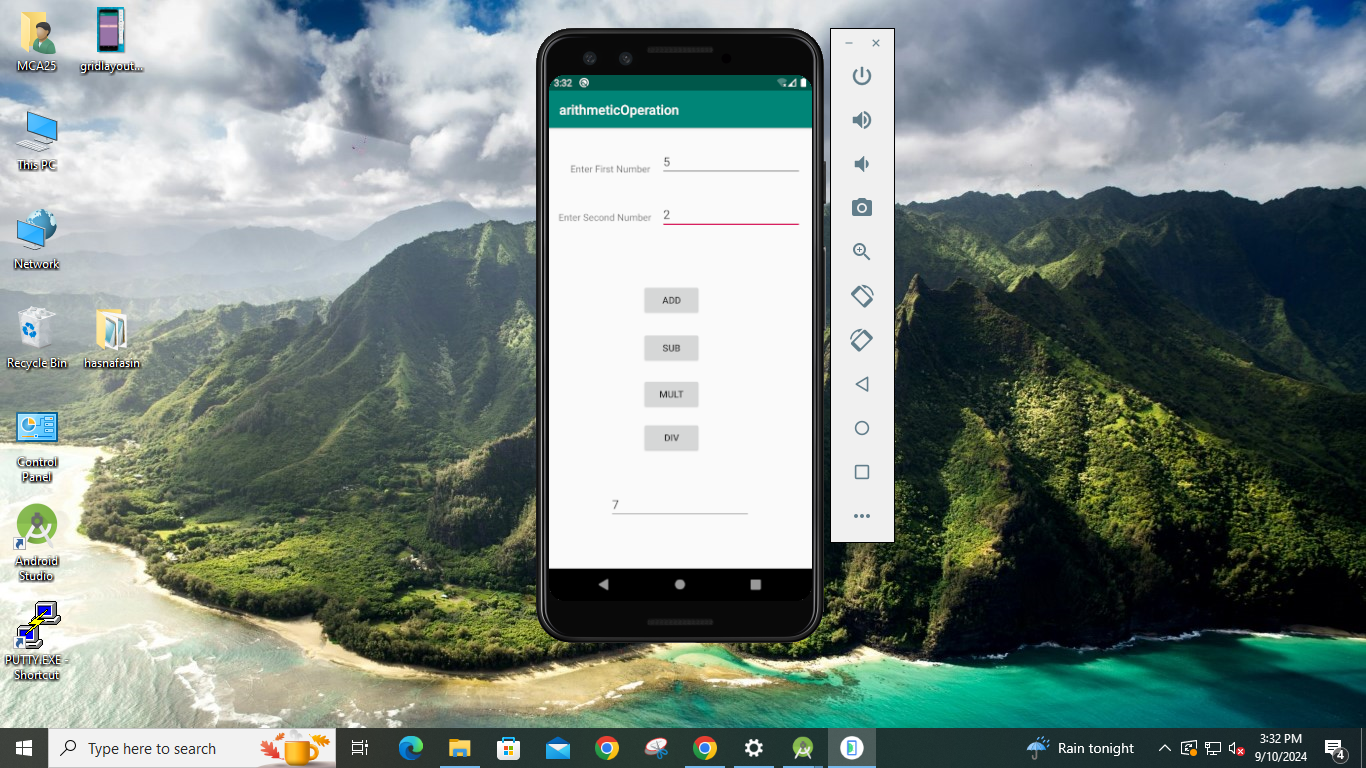 MCA25
gridlayout...
This PC
Network
Recycle Bin
hasnafasin
Control
Panel
Android
Studio
PUTTY.EXE -
Shortcut
3:32
arithmeticOperation
Enter First Number
5
Enter Second Number
2
ADD
SUB
MULT
DIV
7
Type here to search
Rain tonight
3:32 PM
9/10/2024
4